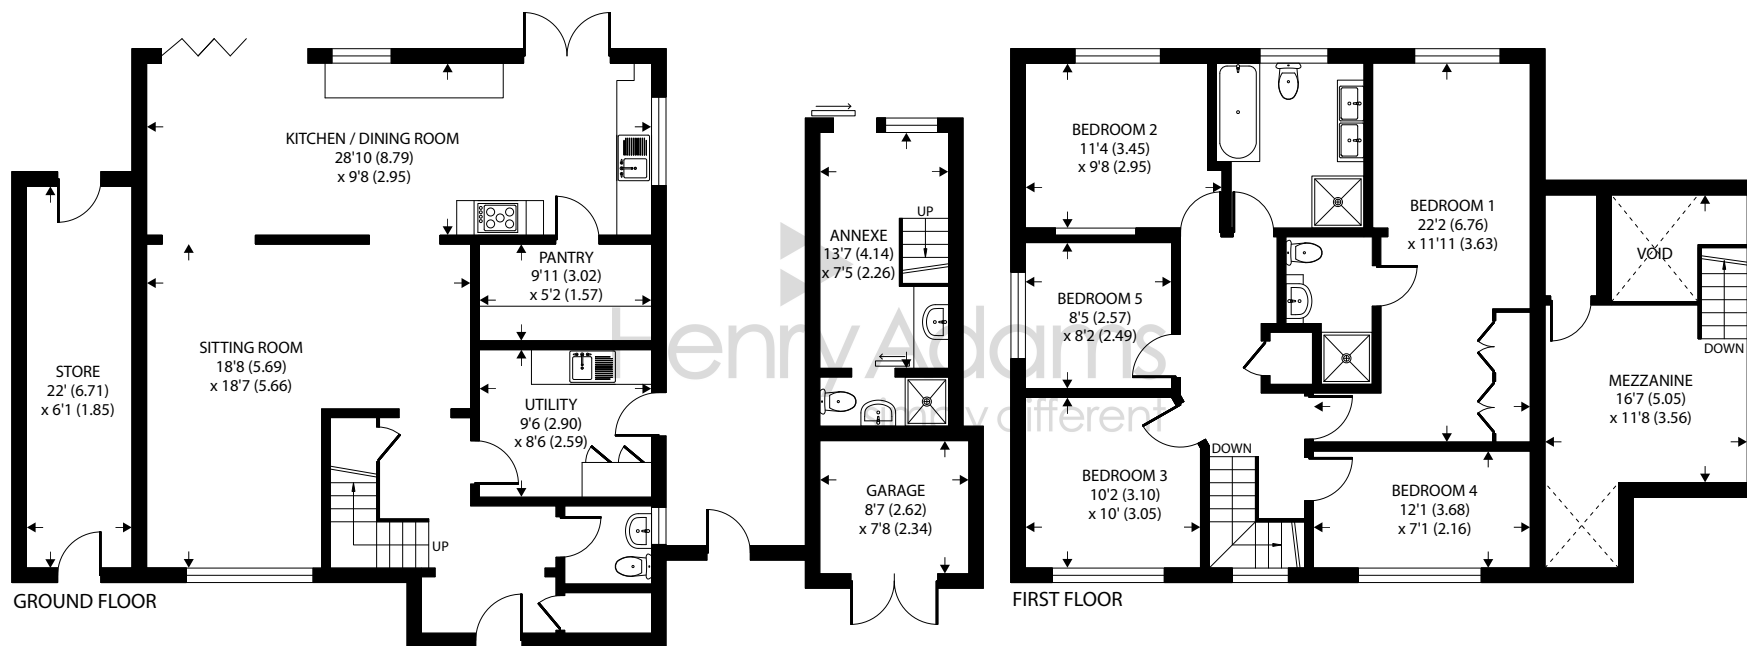 KITCHEN / DINING ROOM
28'10 (8.79)
x 9'8 (2.95)
PANTRY
9'11 (3.02)
x 5'2 (1.57)
SITTING ROOM
18'8 (5.69)
x 18'7 (5.66)
STORE
22' (6.71)
x 6'1 (1.85)
UTILITY
9'6 (2.90)
x 8'6 (2.59)
UP
GROUND FLOOR
ANNEXE
13'7 (4.14)
x 7'5 (2.26)
UP
GARAGE
8'7 (2.62)
x 7'8 (2.34)
Henry Adams
simply different
BEDROOM 2
11'4 (3.45)
x 9'8 (2.95)
BEDROOM 1
22'2 (6.76)
x 11'11 (3.63)
BEDROOM 5
8'5 (2.57)
x 8'2 (2.49)
BEDROOM 3
10'2 (3.10)
x 10' (3.05)
DOWN
BEDROOM 4
12'1 (3.68)
x 7'1 (2.16)
VOID
DOWN
MEZZANINE
16'7 (5.05)
x 11'8 (3.56)
FIRST FLOOR